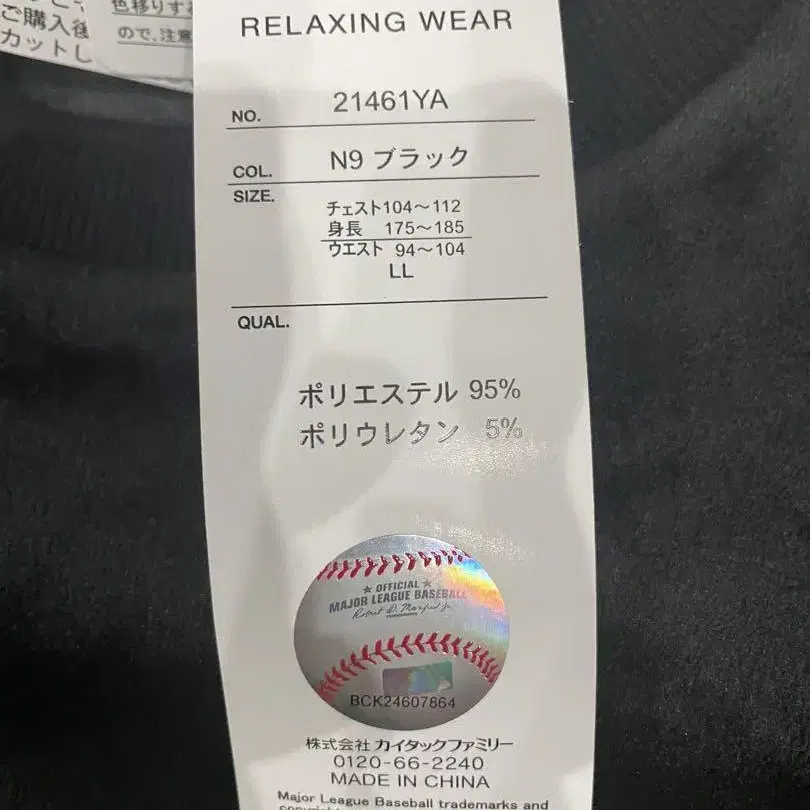 色移りする
ご購入後
ので、注意
カットし
RELAXING WEAR
NO. 21461YA
COL. N9 ブラック
SIZE.
チェスト104～112
身長 175～185
ウエスト 94～104
LL
QUAL.
ポリエステル 95%
ポリウレタン 5%
★ OFFICIAL ★
MAJOR LEAGUE BASEBALL
BCK24607864
株式会社 カイタックファミリー
0120-66-2240
MADE IN CHINA
Major League Baseball trademarks and